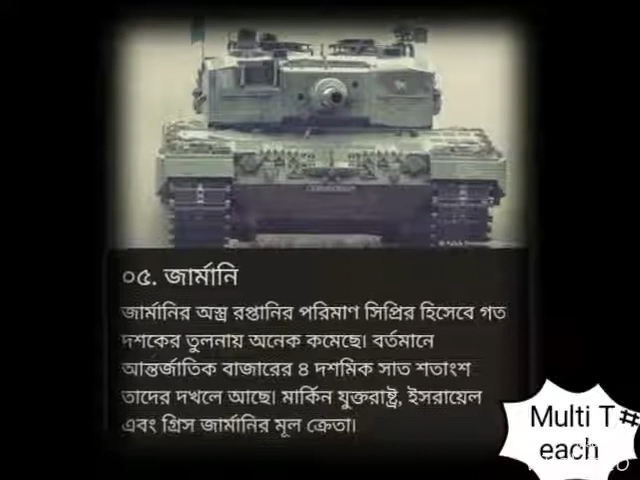 ০৫. জার্মানি
জার্মানির অস্ত্র রপ্তানির পরিমাণ সিপ্রির হিসেবে গত
দশকের তুলনায় অনেক কমেছে। বর্তমানে
আন্তর্জাতিক বাজারের ৪ দশমিক সাত শতাংশ
তাদের দখলে আছে। মার্কিন যুক্তরাষ্ট্র, ইসরায়েল
এবং গ্রিস জার্মানির মূল ক্রেতা।
Multi T#
each